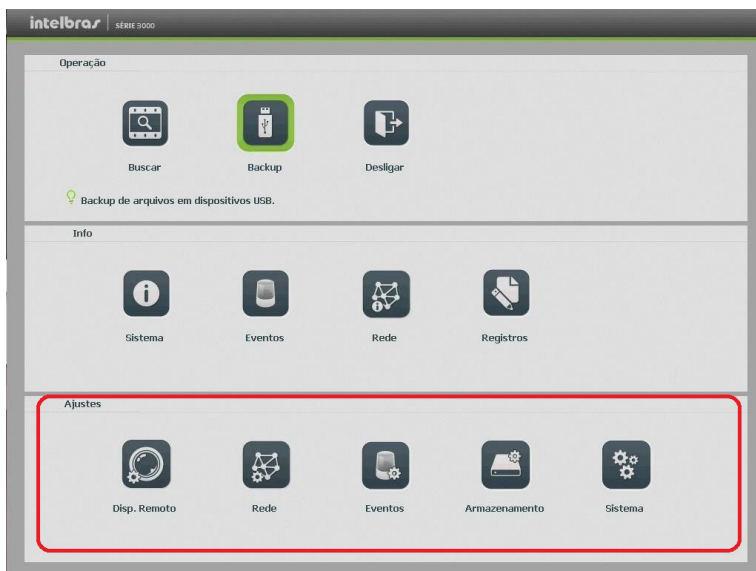 intelbras SÉRIE 3000
Operação
Buscar Backup Desligar
Backup de arquivos em dispositivos USB.
Info
Sistema Eventos Rede Registros
Ajustes
Disp. Remoto Rede Eventos Armazenamento Sistema